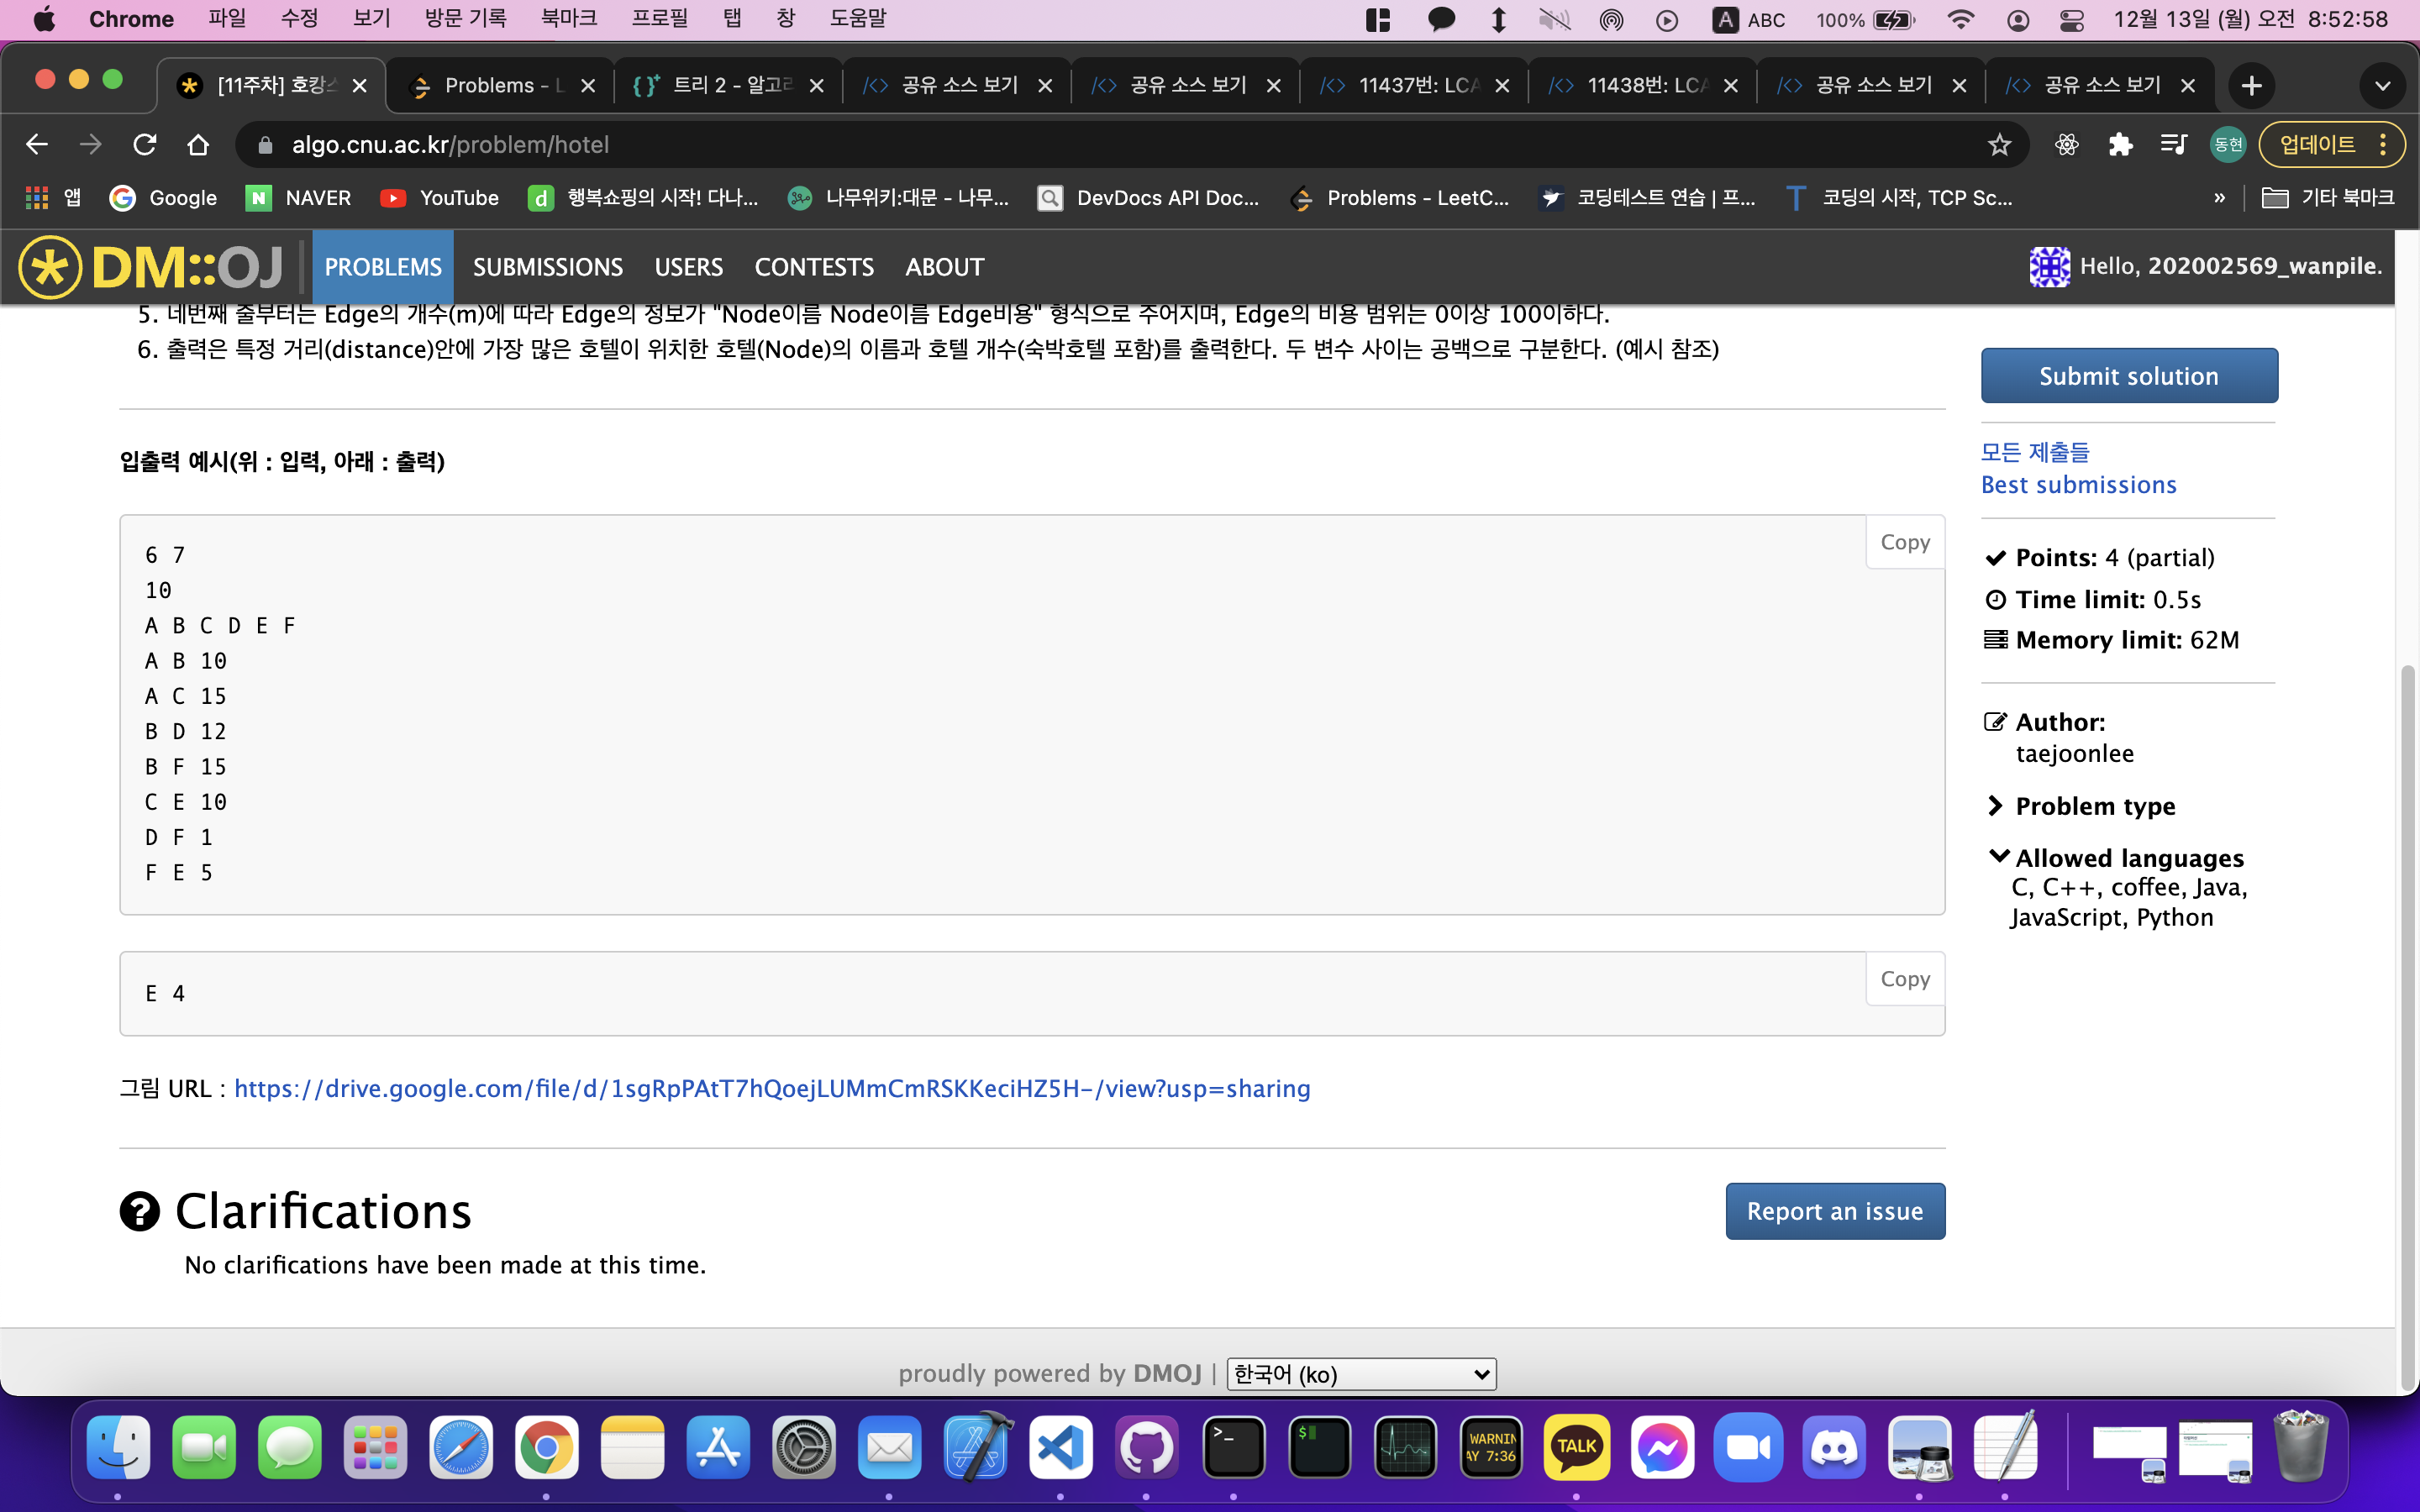 Chrome 파일 수정 보기 방문 기록 북마크 프로필 탭 창 도움말 A ABC 100% 12월 13일 (월) 오전 8:52:58
[11주차] 호캉스 Problems - L 트리 2 - 알고리 공유 소스 보기 공유 소스 보기 11437번: LCA 11438번: LCA 공유 소스 보기 공유 소스 보기
algo.cnu.ac.kr/problem/hotel 동현 업데이트
앱 Google NAVER YouTube 행복쇼핑의 시작! 다나... 나무위키:대문 - 나무... DevDocs API Doc... Problems - LeetC... 코딩테스트 연습 | 프... 코딩의 시작, TCP Sc... » 기타 북마크
DM::OJ PROBLEMS SUBMISSIONS USERS CONTESTS ABOUT Hello, 202002569_wanpile.
5. 네번째 줄부터는 Edge의 개수(m)에 따라 Edge의 정보가 "Node이름 Node이름 Edge비용" 형식으로 주어지며, Edge의 비용 범위는 0이상 100이하다.
6. 출력은 특정 거리(distance)안에 가장 많은 호텔이 위치한 호텔(Node)의 이름과 호텔 개수(숙박호텔 포함)를 출력한다. 두 변수 사이는 공백으로 구분한다. (예시 참조)
입출력 예시(위 : 입력, 아래 : 출력)
Copy
6 7
10
A B C D E F
A B 10
A C 15
B D 12
B F 15
C E 10
D F 1
F E 5
Copy
E 4
그림 URL : https://drive.google.com/file/d/1sgRpPAtT7hQoejLUMmCmRSKKeciHZ5H-/view?usp=sharing
Clarifications
Report an issue
No clarifications have been made at this time.
Submit solution
모든 제출들
Best submissions
Points: 4 (partial)
Time limit: 0.5s
Memory limit: 62M
Author:
taejoonlee
Problem type
Allowed languages
C, C++, coffee, Java,
JavaScript, Python
proudly powered by DMOJ | 한국어 (ko)
WARNIN
AY 7:36
TALK